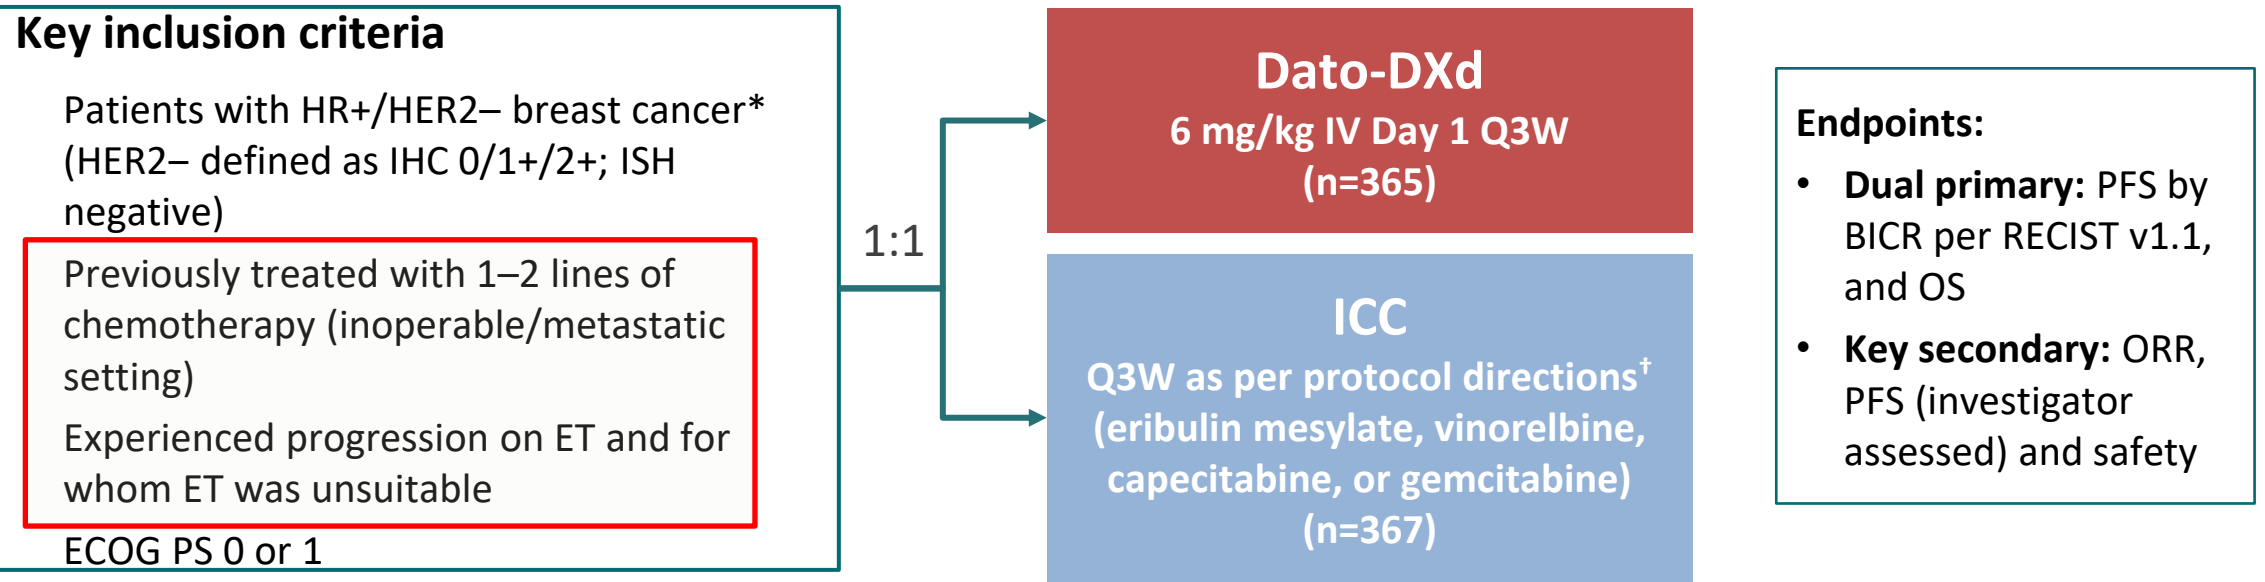 Key inclusion criteria
Patients with HR+/HER2– breast cancer*
(HER2– defined as IHC 0/1+/2+; ISH
negative)
Previously treated with 1–2 lines of
chemotherapy (inoperable/metastatic
setting)
Experienced progression on ET and for
whom ET was unsuitable
ECOG PS 0 or 1
1:1
Dato-DXd
6 mg/kg IV Day 1 Q3W
(n=365)
ICC
Q3W as per protocol directions†
(eribulin mesylate, vinorelbine,
capecitabine, or gemcitabine)
(n=367)
Endpoints:
• Dual primary: PFS by
BICR per RECIST v1.1,
and OS
• Key secondary: ORR,
PFS (investigator
assessed) and safety